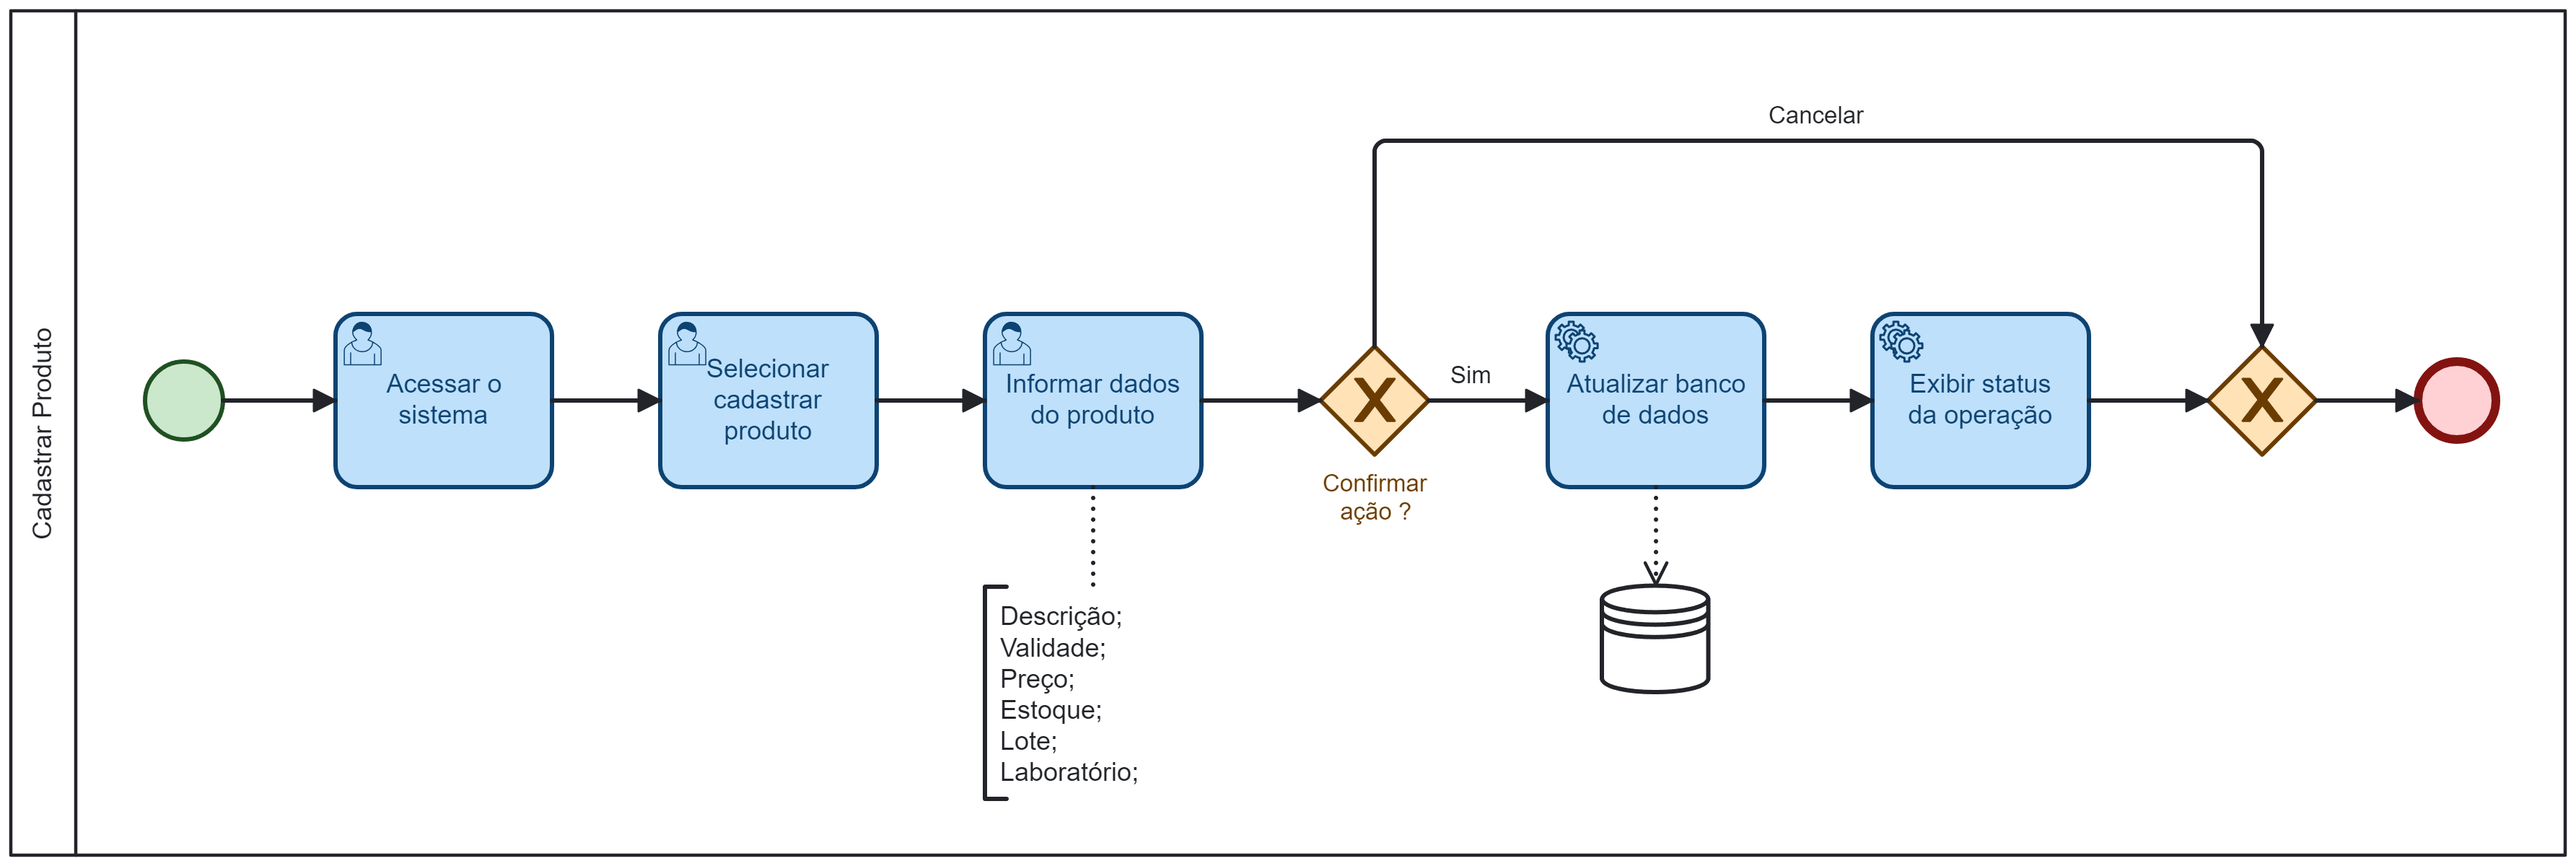 Cadastrar Produto
Cancelar
Acessar o
sistema
Selecionar
cadastrar
produto
Informar dados
do produto
Confirmar
ação ?
Sim
Atualizar banco
de dados
Exibir status
da operação
Descrição;
Validade;
Preço;
Estoque;
Lote;
Laboratório;